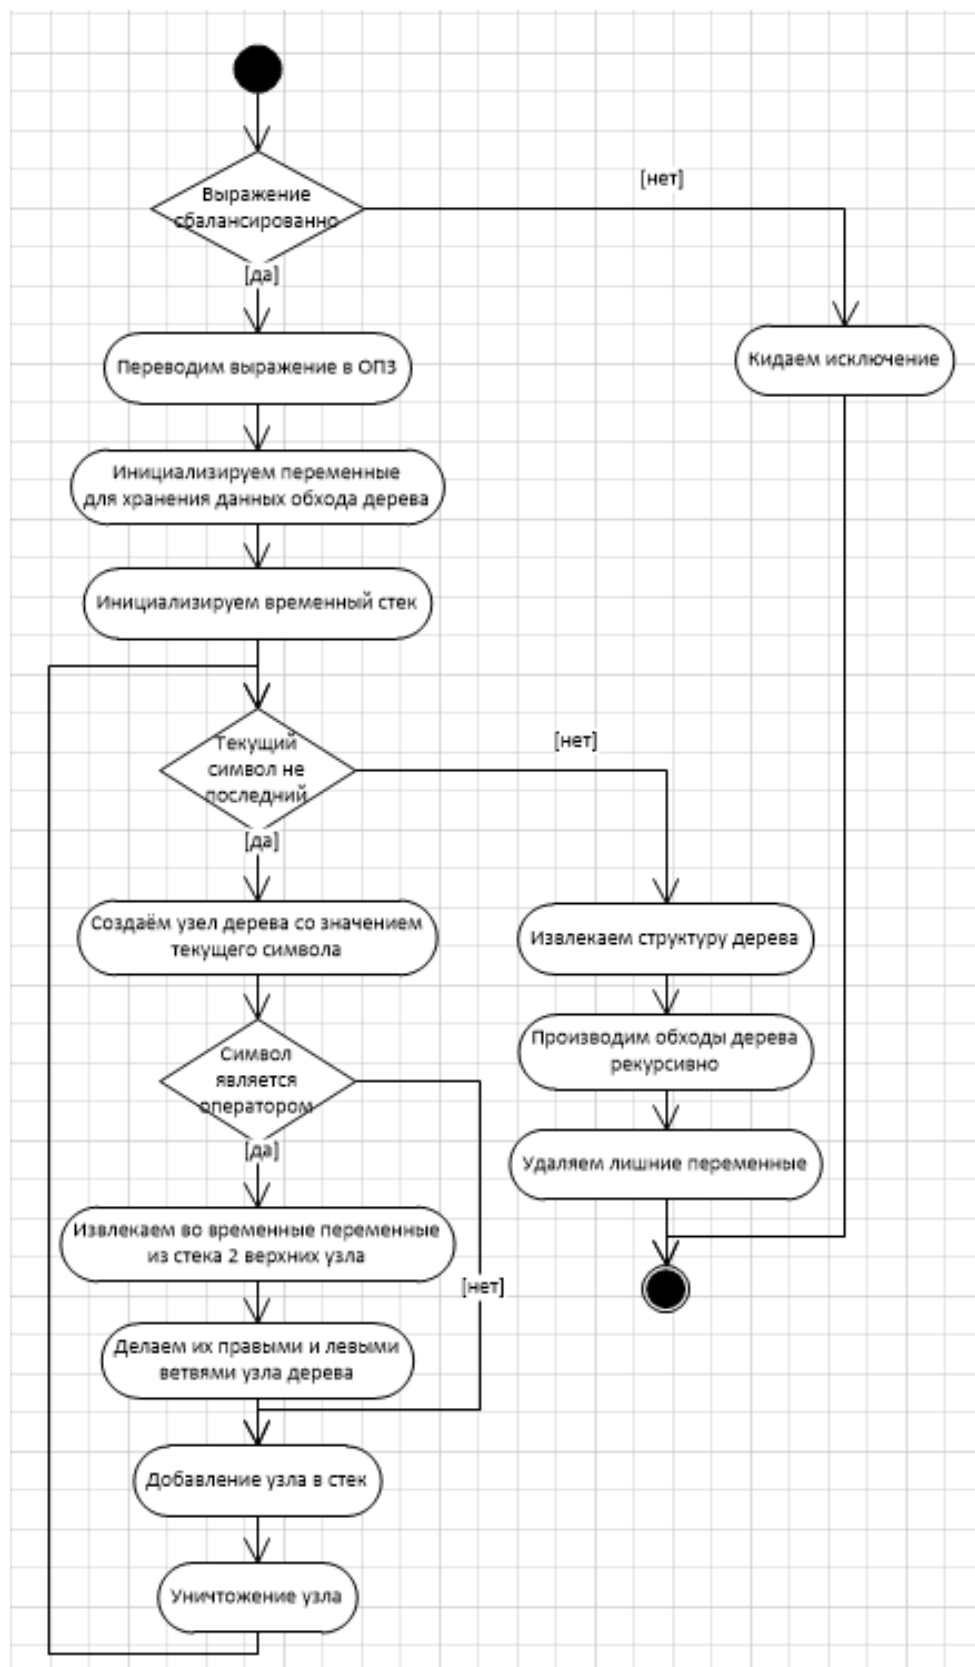 [нет]
Выражение
сбалансированно
[да]
Переводим выражение в ОПЗ
Кидаем исключение
Инициализируем переменные
для хранения данных обхода дерева
Инициализируем временный стек
Текущий
символ не
последний
[нет]
[да]
Создаём узел дерева со значением
текущего символа
Извлекаем структуру дерева
Производим обходы дерева
рекурсивно
Символ
является
оператором
[да]
Удаляем лишние переменные
Извлекаем во временные переменные
из стека 2 верхних узла
[нет]
Делаем их правыми и левыми
ветвями узла дерева
Добавление узла в стек
Уничтожение узла